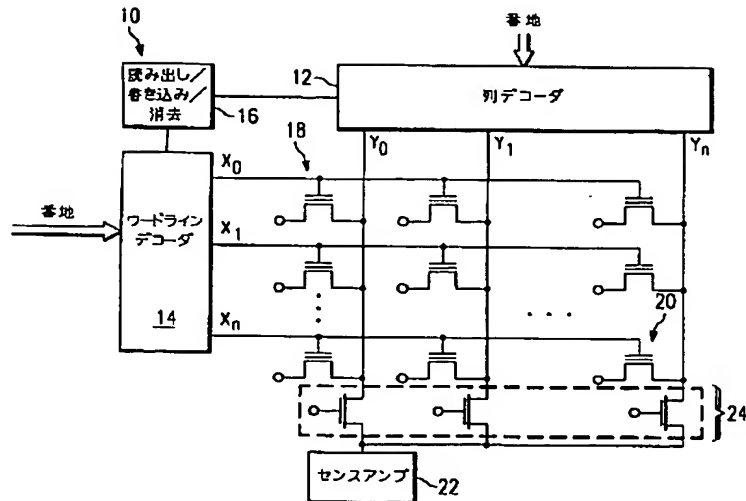 10
読み出し/
書き込み/
消去
16
番地
12
列デコーダ
Y0
Y1
Yn
18
X0
番地
ワードライン
デコーダ
14
X1
Xn
20
24
センスアンプ
22